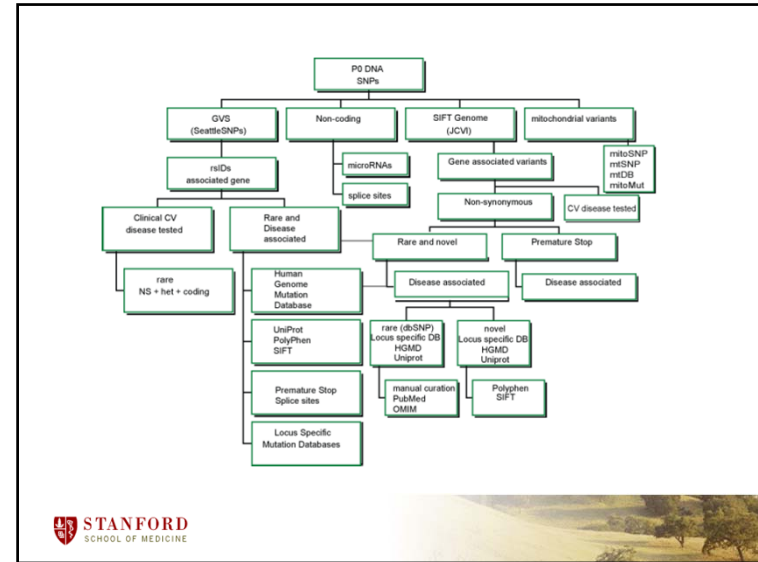 P0 DNA
SNPs
GVS
(SeattleSNPs)
Non-coding
SIFT Genome
(JCVI)
mitochondrial variants
rsIDs
associated gene
microRNAs
splice sites
Gene associated variants
mitoSNP
mtSNP
mtDB
mitoMut
Clinical CV
disease tested
Rare and
Disease
associated
Non-synonymous
CV disease tested
Rare and novel
Premature Stop
rare
NS + het + coding
Human
Genome
Mutation
Database
Disease associated
Disease associated
UniProt
PolyPhen
SIFT
rare (dbSNP)
Locus specific DB
HGMD
Uniprot
novel
Locus specific DB
HGMD
Uniprot
Premature Stop
Splice sites
manual curation
PubMed
OMIM
Polyphen
SIFT
Locus Specific
Mutation Databases
STANFORD
SCHOOL OF MEDICINE